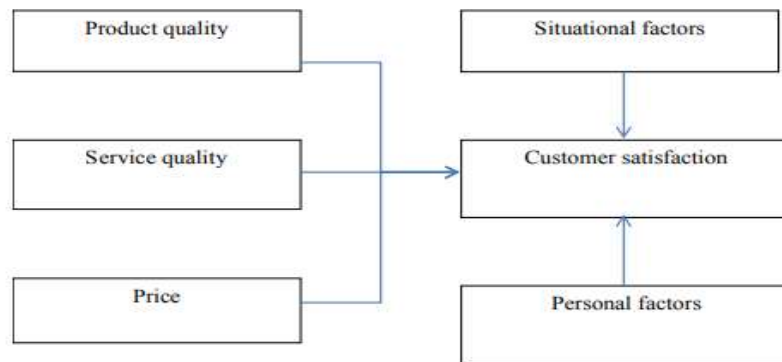 Product quality
Situational factors
Service quality
Customer satisfaction
Price
Personal factors